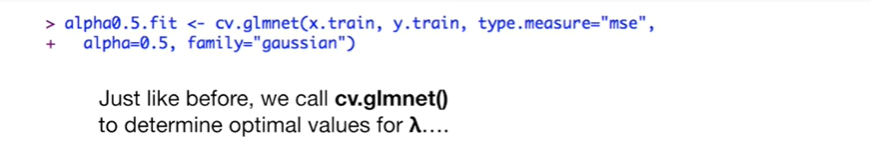 > alpha0.5.fit <- cv.glmnet(x.train, y.train, type.measure="mse",
+   alpha=0.5, family="gaussian")
Just like before, we call cv.glmnet()
to determine optimal values for λ....